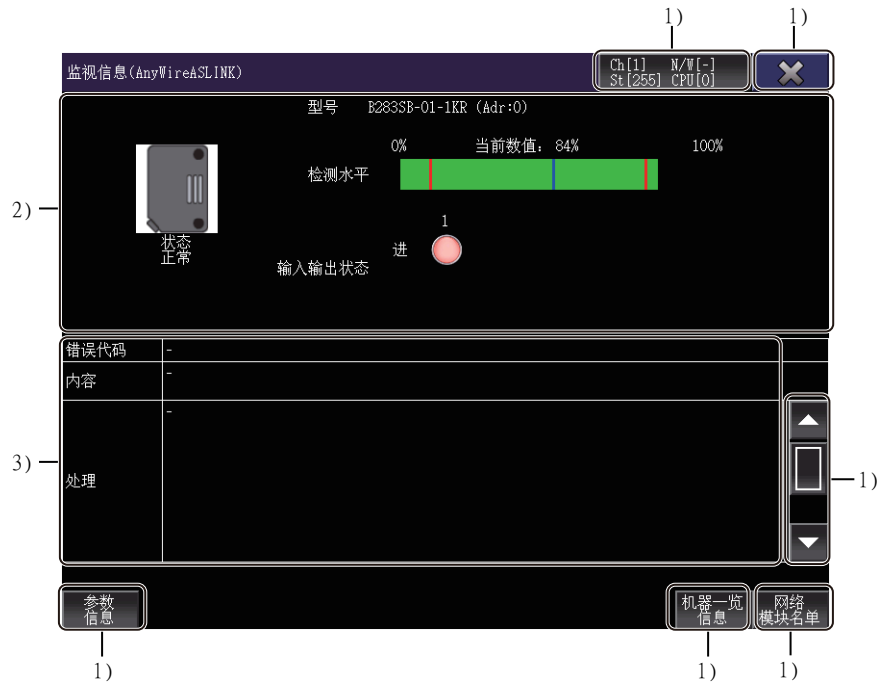 1)
1)
监视信息(AnyWireASLINK)
Ch[1] N/W[-]
St[255] CPU[0]
型号 B283SB-01-1KR (Adr:0)
0% 当前数值: 84% 100%
检测水平
2)
状态
正常
1
进
输入输出状态
错误代码 -
内容 -
-
3)
处理
1)
参数
信息
机器一览
信息
网络
模块名单
1)
1)
1)